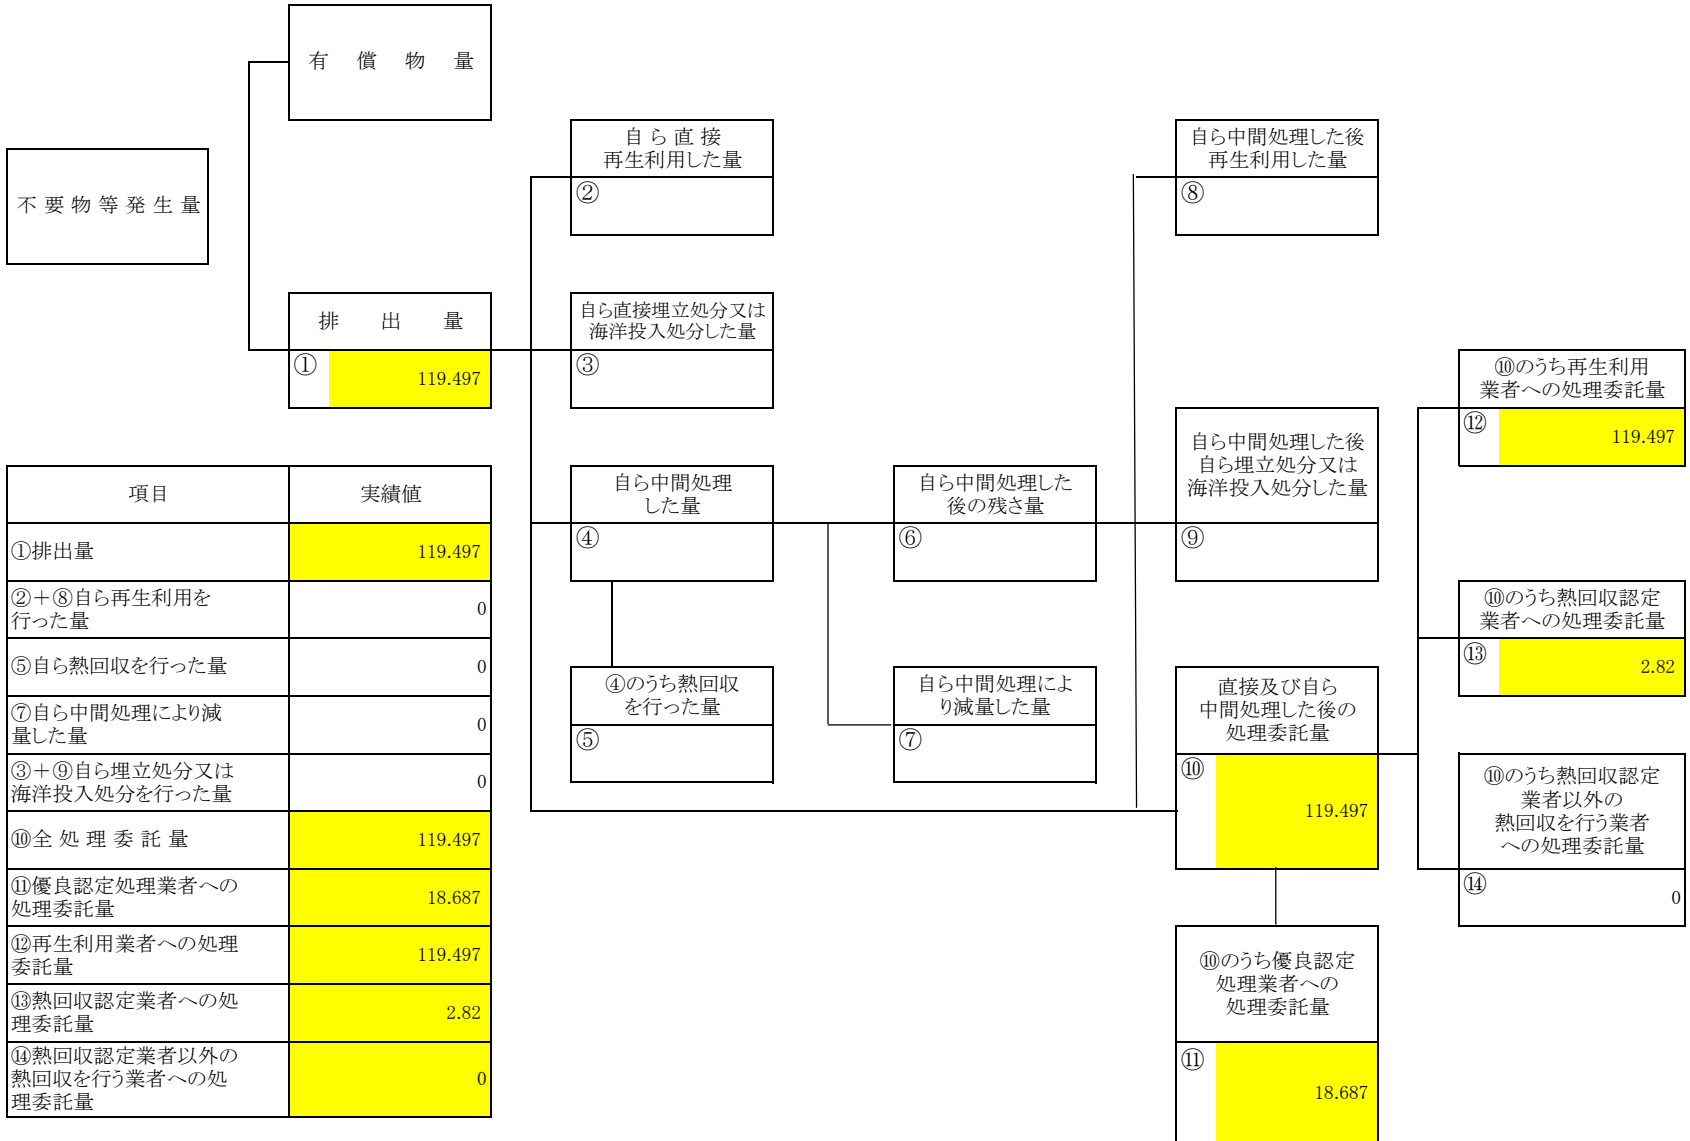 有 償 物 量
不 要 物 等 発 生 量
排 出 量
①
119.497
自 ら 直 接
再生利用した量
②
自ら直接埋立処分又は
海洋投入処分した量
③
自ら中間処理
した量
④
④のうち熱回収
を行った量
⑤
自ら中間処理した
後の残さ量
⑥
自ら中間処理によ
り減量した量
⑦
自ら中間処理した後
再生利用した量
⑧
自ら中間処理した後
自ら埋立処分又は
海洋投入処分した量
⑨
直接及び自ら
中間処理した後の
処理委託量
⑩
119.497
⑩のうち優良認定
処理業者への
処理委託量
⑪
18.687
⑩のうち再生利用
業者への処理委託量
⑫
119.497
⑩のうち熱回収認定
業者への処理委託量
⑬
2.82
⑩のうち熱回収認定
業者以外の
熱回収を行う業者
への処理委託量
⑭
0
項目 実績値
①排出量 119.497
②＋⑧自ら再生利用を
行った量
0
⑤自ら熱回収を行った量 0
⑦自ら中間処理により減
量した量
0
③＋⑨自ら埋立処分又は
海洋投入処分を行った量
0
⑩全 処 理 委 託 量 119.497
⑪優良認定処理業者への
処理委託量
18.687
⑫再生利用業者への処理
委託量
119.497
⑬熱回収認定業者への処
理委託量
2.82
⑭熱回収認定業者以外の
熱回収を行う業者への処
理委託量
0